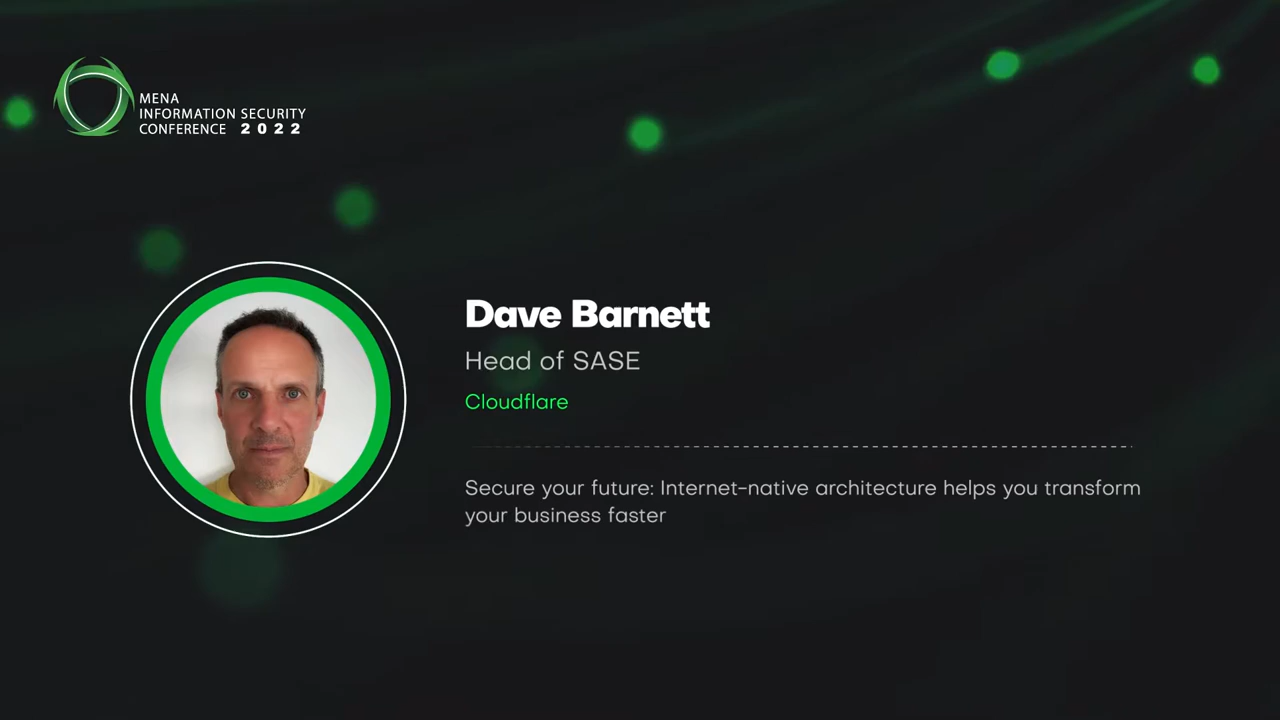 MENA
INFORMATION SECURITY
CONFERENCE 2022
Dave Barnett
Head of SASE
Cloudflare
Secure your future: Internet-native architecture helps you transform
your business faster